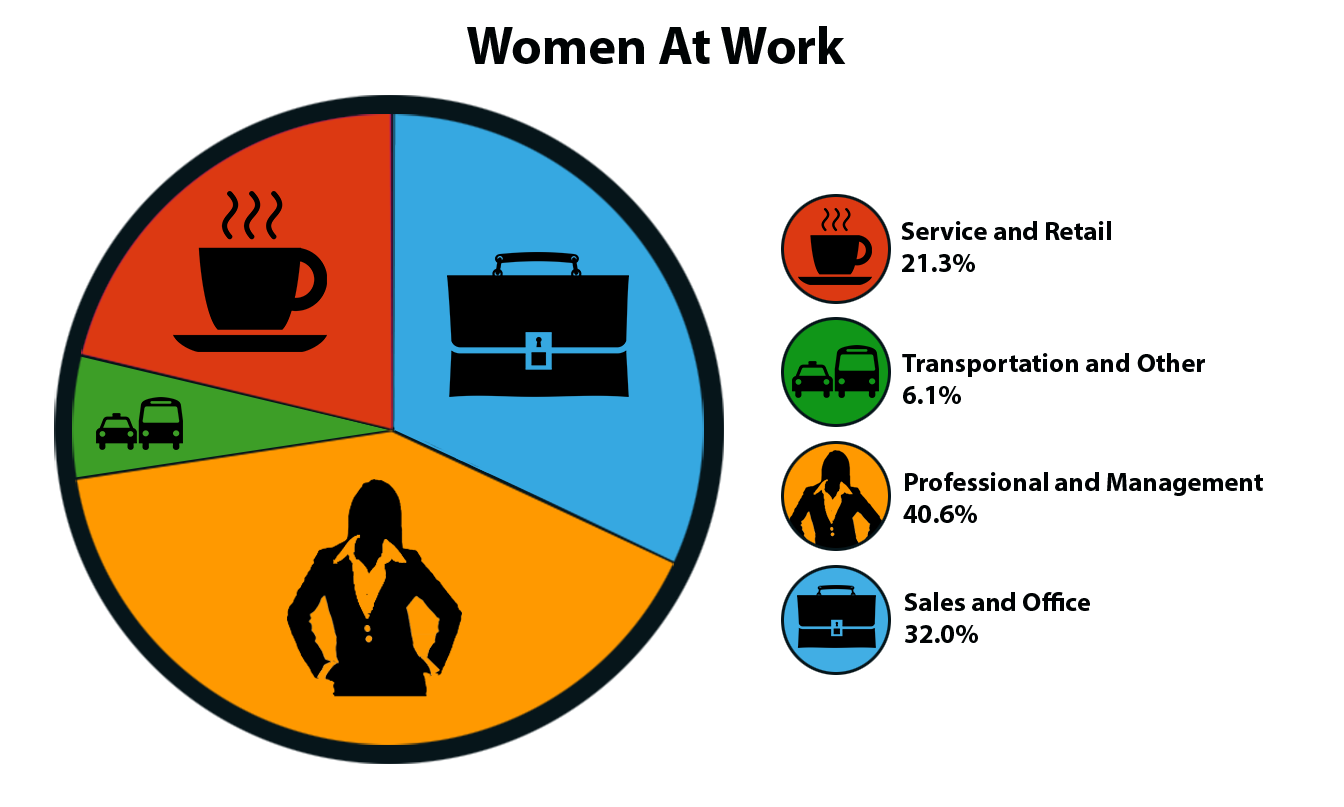 Women At Work
Service and Retail
21.3%
Transportation and Other
6.1%
Professional and Management
40.6%
Sales and Office
32.0%